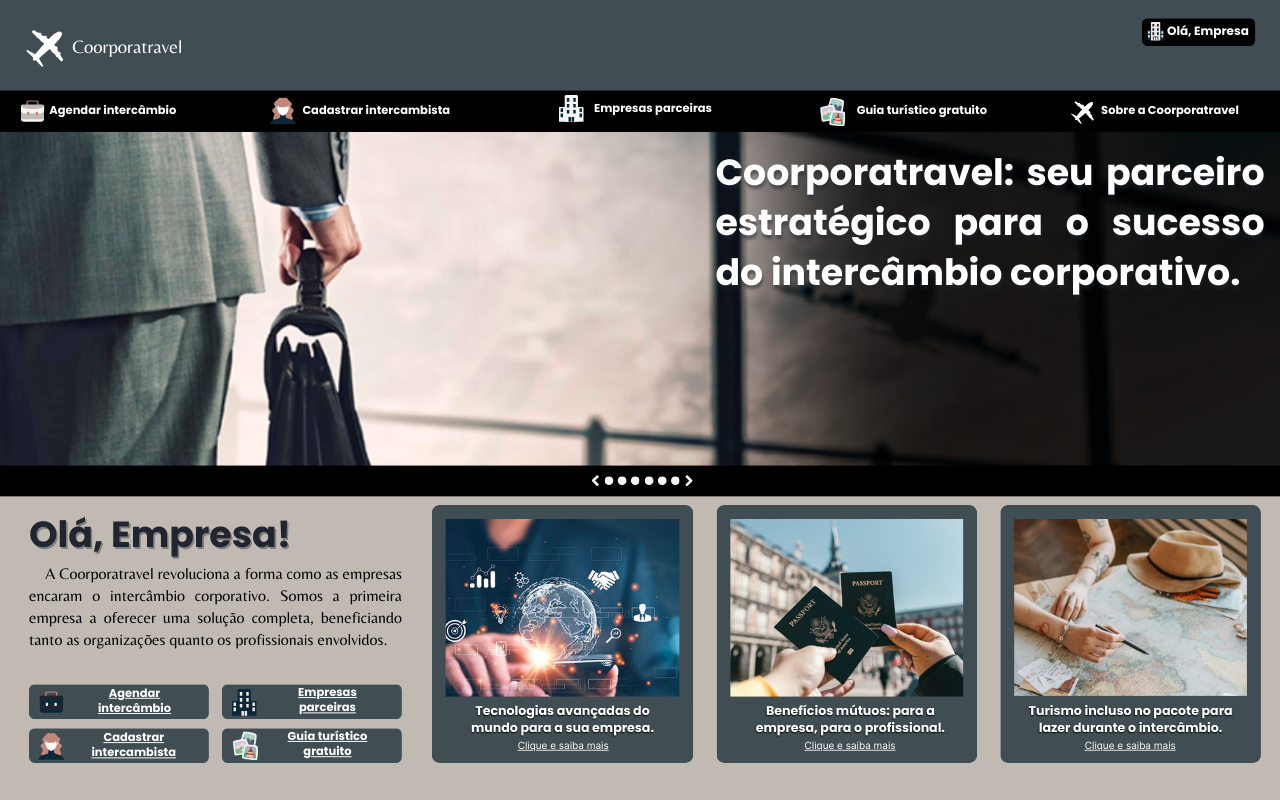 Coorporatravel
Olá, Empresa
Agendar intercâmbio
Cadastrar intercambista
Empresas parceiras
Guia turístico gratuito
Sobre a Coorporatravel
Coorporatravel: seu parceiro
estratégico para o sucesso
do intercâmbio corporativo.
Olá, Empresa!
A Coorporatravel revoluciona a forma como as empresas
encaram o intercâmbio corporativo. Somos a primeira
empresa a oferecer uma solução completa, beneficiando
tanto as organizações quanto os profissionais envolvidos.
Agendar
intercâmbio
Empresas
parceiras
Cadastrar
intercambista
Guia turístico
gratuito
Tecnologias avançadas do
mundo para a sua empresa.
Clique e saiba mais
PASSPORT
PASSPORT
Benefícios mútuos: para a
empresa, para o profissional.
Clique e saiba mais
Turismo incluso no pacote para
lazer durante o intercâmbio.
Clique e saiba mais